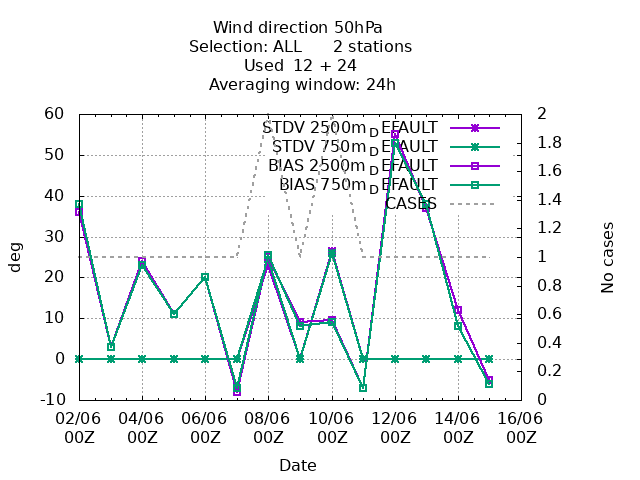 Wind direction 50hPa
Selection: ALL 2 stations
Used 12 + 24
Averaging window: 24h
60 2
STDV 2500m_DEFAULT
50 1.8
STDV 750m_DEFAULT
BIAS 2500m_DEFAULT
40 1.6
BIAS 750m_DEFAULT
CASES
30 1.4
20 1.2
10 1
0 0.8
-10 0.6
0.4
0.2
0
deg
No cases
02/06 04/06 06/06 08/06 10/06 12/06 14/06 16/06
00Z 00Z 00Z 00Z 00Z 00Z 00Z 00Z
Date